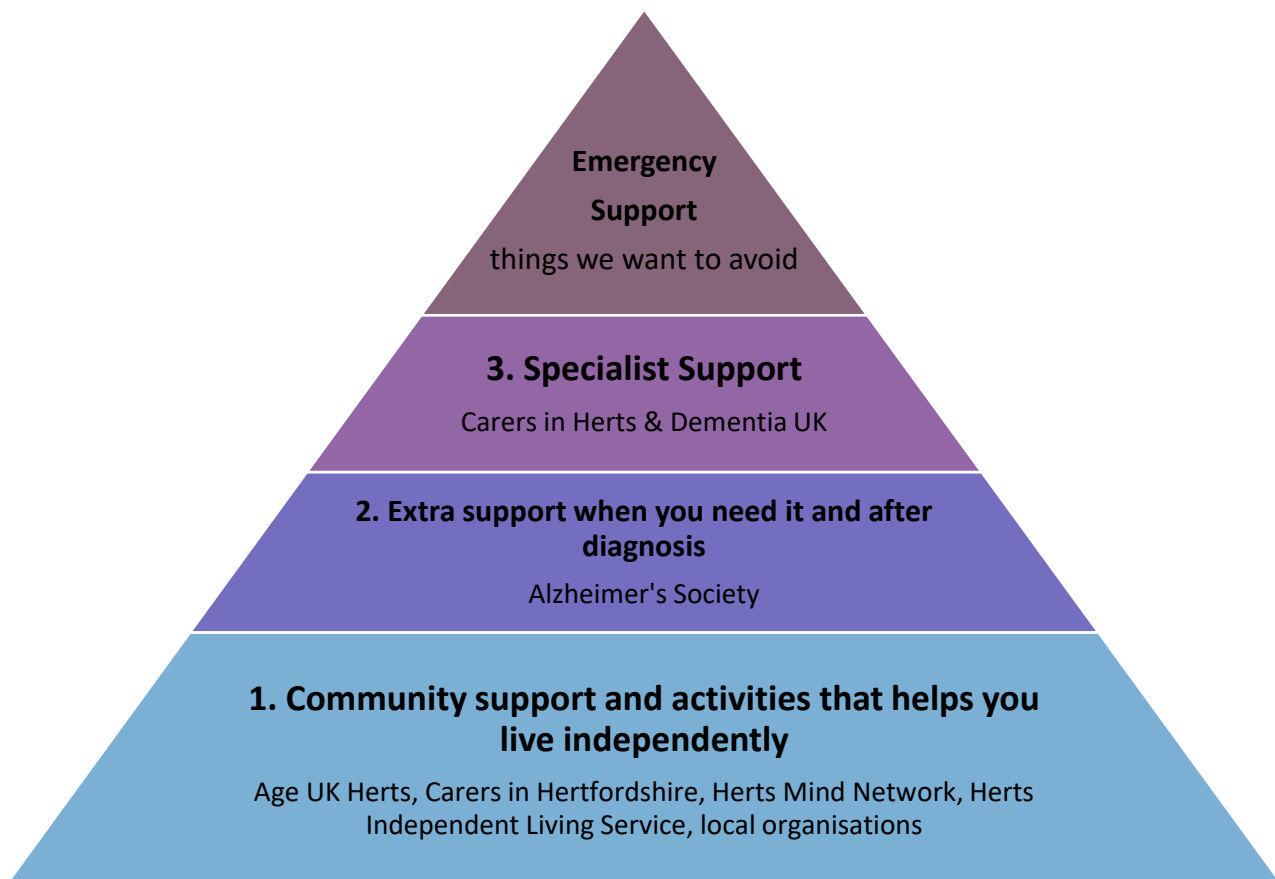 Emergency
Support
things we want to avoid
3. Specialist Support
Carers in Herts & Dementia UK
2. Extra support when you need it and after
diagnosis
Alzheimer's Society
1. Community support and activities that helps you
live independently
Age UK Herts, Carers in Hertfordshire, Herts Mind Network, Herts
Independent Living Service, local organisations